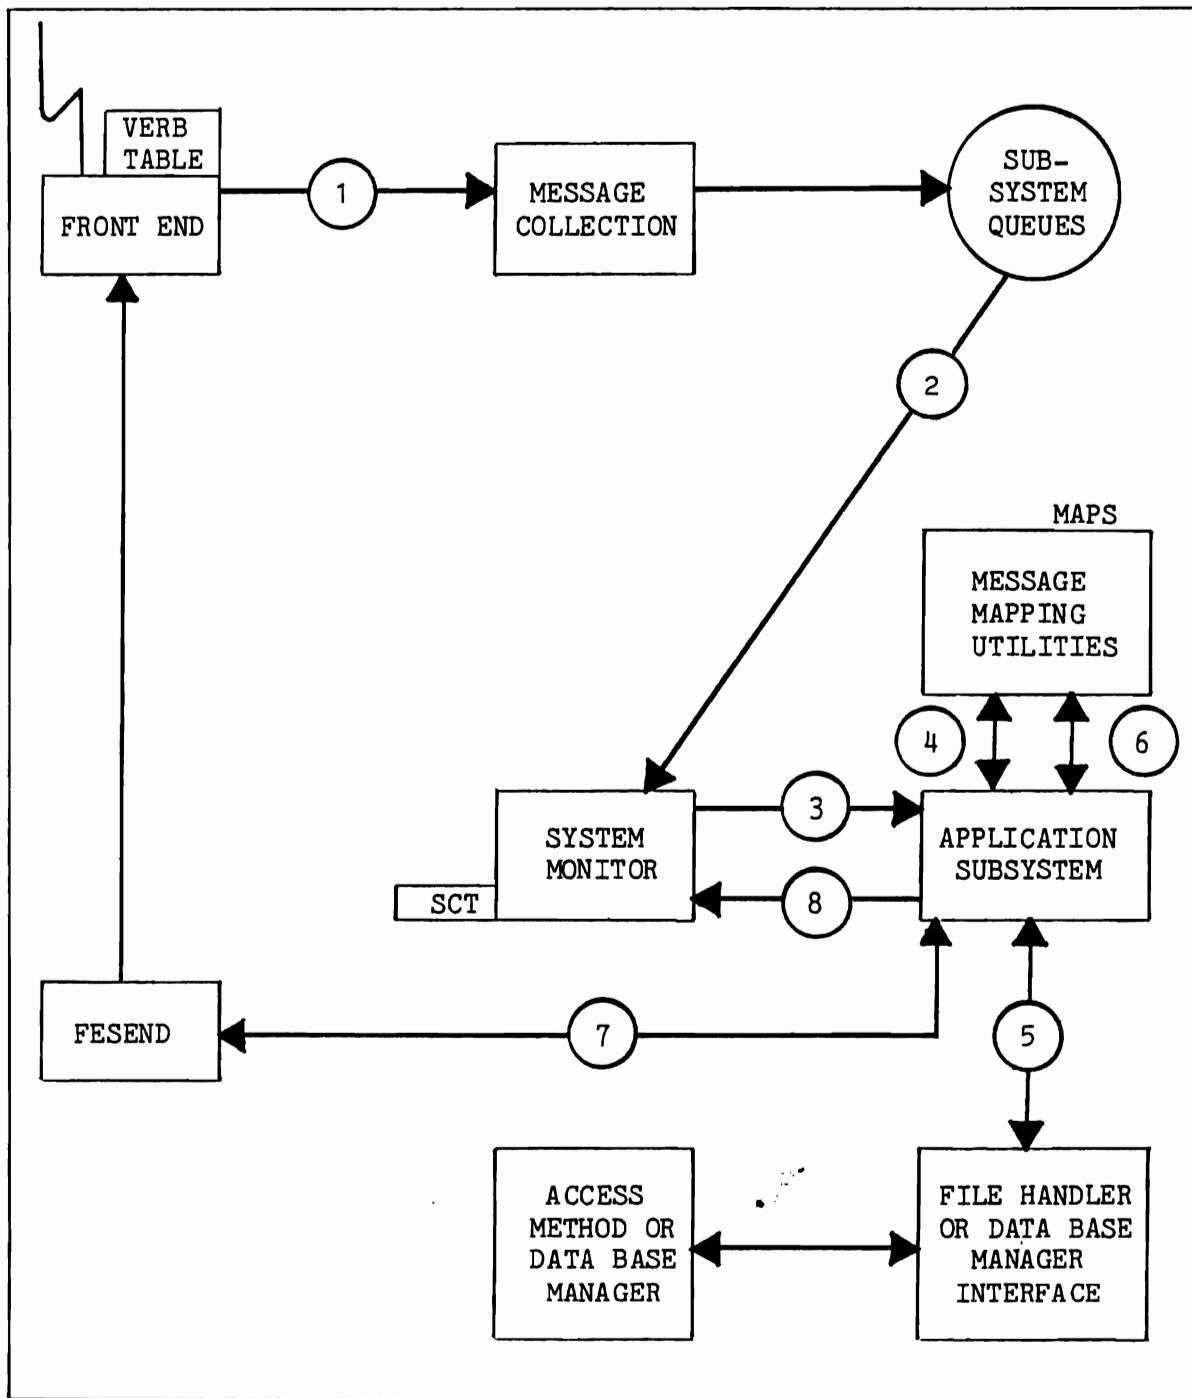 VERB
TABLE
FRONT END
1
MESSAGE
COLLECTION
SUB-
SYSTEM
QUEUES
2
MAPS
MESSAGE
MAPPING
UTILITIES
4
6
SYSTEM
MONITOR
SCT
3
8
APPLICATION
SUBSYSTEM
FESEND
7
5
ACCESS
METHOD OR
DATA BASE
MANAGER
FILE HANDLER
OR DATA BASE
MANAGER
INTERFACE